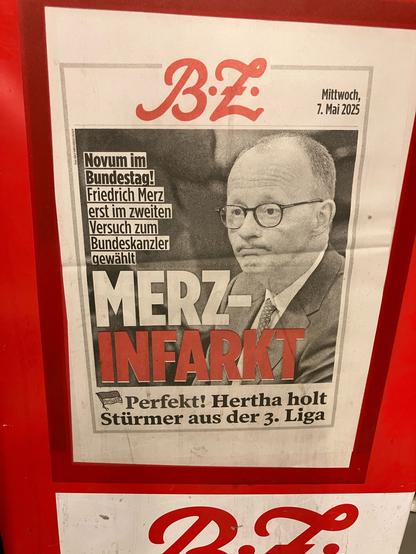 B·Z·
Mittwoch,
7. Mai 2025
Novum im
Bundestag!
Friedrich Merz
erst im zweiten
Versuch zum
Bundeskanzler
gewählt
MERZ-
INFARKT
Perfekt! Hertha holt
Stürmer aus der 3. Liga
B·Z·